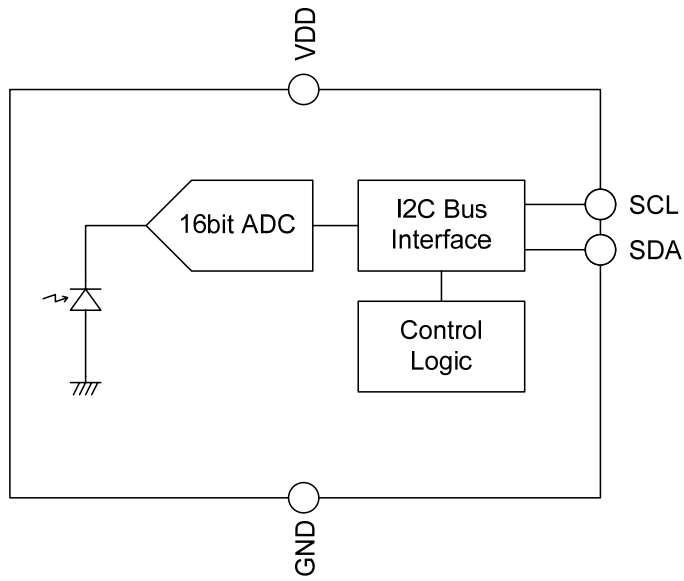 VDD
16bit ADC
I2C Bus
Interface
SCL
SDA
Control
Logic
GND